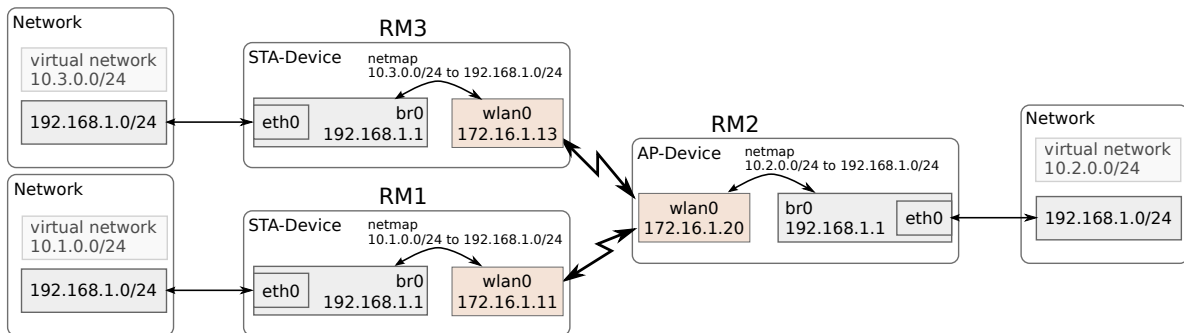 Network
virtual network
10.3.0.0/24
192.168.1.0/24
RM3
STA-Device
netmap
10.3.0.0/24 to 192.168.1.0/24
eth0
br0
192.168.1.1
wlan0
172.16.1.13
Network
virtual network
10.1.0.0/24
192.168.1.0/24
RM1
STA-Device
netmap
10.1.0.0/24 to 192.168.1.0/24
eth0
br0
192.168.1.1
wlan0
172.16.1.11
RM2
AP-Device
netmap
10.2.0.0/24 to 192.168.1.0/24
wlan0
172.16.1.20
br0
192.168.1.1
eth0
Network
virtual network
10.2.0.0/24
192.168.1.0/24